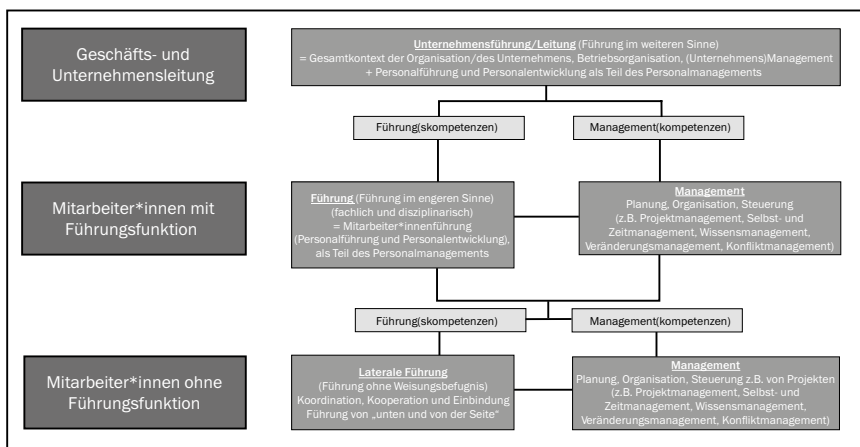 Geschäfts- und
Unternehmensleitung
Unternehmensführung/Leitung (Führung im weiteren Sinne)
= Gesamtkontext der Organisation/des Unternehmens, Betriebsorganisation, (Unternehmens)Management
+ Personalführung und Personalentwicklung als Teil des Personalmanagements
Führung(skompetenzen)
Management(kompetenzen)
Mitarbeiter*innen mit
Führungsfunktion
Führung (Führung im engeren Sinne)
(fachlich und disziplinarisch)
= Mitarbeiter*innenführung
(Personalführung und Personalentwicklung),
als Teil des Personalmanagements
Management
Planung, Organisation, Steuerung
(z.B. Projektmanagement, Selbst- und
Zeitmanagement, Wissensmanagement,
Veränderungsmanagement, Konfliktmanagement)
Führung(skompetenzen)
Management(kompetenzen)
Mitarbeiter*innen ohne
Führungsfunktion
Laterale Führung
(Führung ohne Weisungsbefugnis)
Koordination, Kooperation und Einbindung
Führung von „unten und von der Seite“
Management
Planung, Organisation, Steuerung z.B. von Projekten
(z.B. Projektmanagement, Selbst- und
Zeitmanagement, Wissensmanagement,
Veränderungsmanagement, Konfliktmanagement)